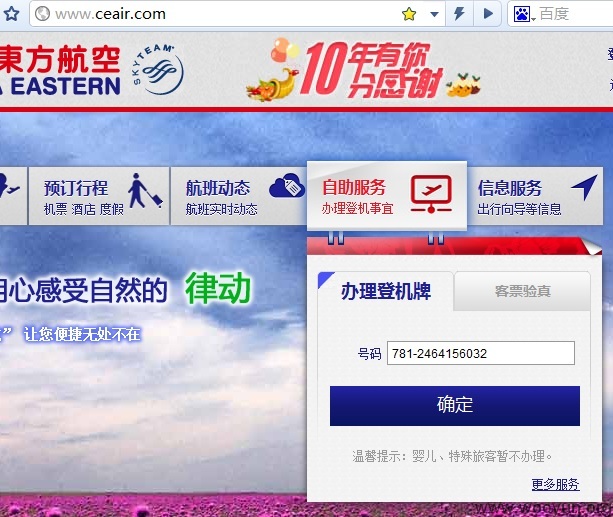 www.ceair.com
百度
東方航空
A EASTERN
SKYTEAM
10年有你
分感谢
预订行程
机票 酒店 度假
航班动态
航班实时动态
自助服务
办理登机事宜
信息服务
出行向导等信息
用心感受自然的 律动
” 让您便捷无处不在
办理登机牌
客票验真
号码 781-2464156032
确定
温馨提示：婴儿、特殊旅客暂不办理。
更多服务